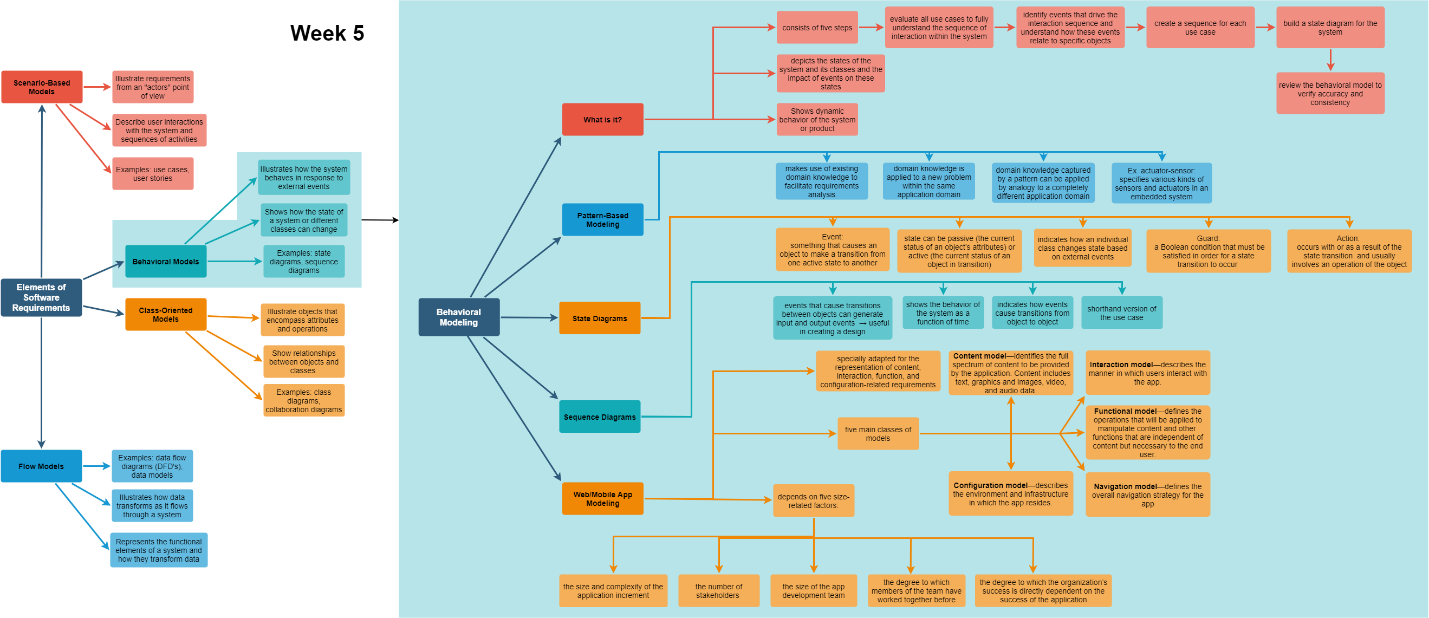 Week 5
Scenario-Based
Models
Illustrate requirements
from an "actors" point
of view
Describe user interactions
with the system and
sequences of activities
Examples: use cases,
user stories
Elements of
Software
Requirements
Behavioral Models
Illustrates how the system
behaves in response to
external events
Shows how the state of
a system or different
classes can change
Examples: state
diagrams, sequence
diagrams
Class-Oriented
Models
Illustrate objects that
encompass attributes
and operations
Show relationships
between objects and
classes
Examples: class
diagrams,
collaboration diagrams
Flow Models
Examples: data flow
diagrams (DFD's),
data models
Illustrates how data
transforms as it flows
through a system
Represents the functional
elements of a system and
how they transform data
Behavioral
Modeling
What is it?
consists of five steps
evaluate all use cases to fully
understand the sequence of
interaction within the system
identify events that drive the
interaction sequence and
understand how these events
relate to specific objects
create a sequence for each
use case
build a state diagram for the
system
review the behavioral model to
verify accuracy and
consistency
depicts the states of the
system and its classes and the
impact of events on these
states
Shows dynamic
behavior of the system
or product
Pattern-Based
Modeling
makes use of existing
domain knowledge to
facilitate requirements
analysis
domain knowledge is
applied to a new problem
within the same
application domain
domain knowledge captured
by a pattern can be applied
by analogy to a completely
different application domain
Ex. actuator-sensor:
specifies various kinds of
sensors and actuators in an
embedded system
State Diagrams
Event:
something that causes an
object to make a transition from
one active state to another
state can be passive (the current
status of an object's attributes) or
active (the current status of an
object in transition)
indicates how an individual
class changes state based
on external events
Guard:
a Boolean condition that must be
satisfied in order for a state
transition to occur
Action:
occurs with or as a result of the
state transition and usually
involves an operation of the object
Sequence Diagrams
events that cause transitions
between objects can generate
input and output events → useful
in creating a design
shows the behavior of
the system as a
function of time
indicates how events
cause transitions from
object to object
shorthand version of
the use case
Web/Mobile App
Modeling
specially adapted for the
representation of content,
interaction, function, and
configuration-related requirements
five main classes of
models
Content model—identifies the full
spectrum of content to be provided
by the application. Content includes
text, graphics and images, video,
and audio data.
Interaction model—describes the
manner in which users interact with
the app.
Functional model—defines the
operations that will be applied to
manipulate content and other
functions that are independent of
content but necessary to the end
user.
Configuration model—describes
the environment and infrastructure
in which the app resides.
Navigation model—defines the
overall navigation strategy for the
app
depends on five size-
related factors.
the size and complexity of the
application increment
the number of
stakeholders
the size of the app
development team
the degree to which
members of the team have
worked together before
the degree to which the organization's
success is directly dependent on the
success of the application